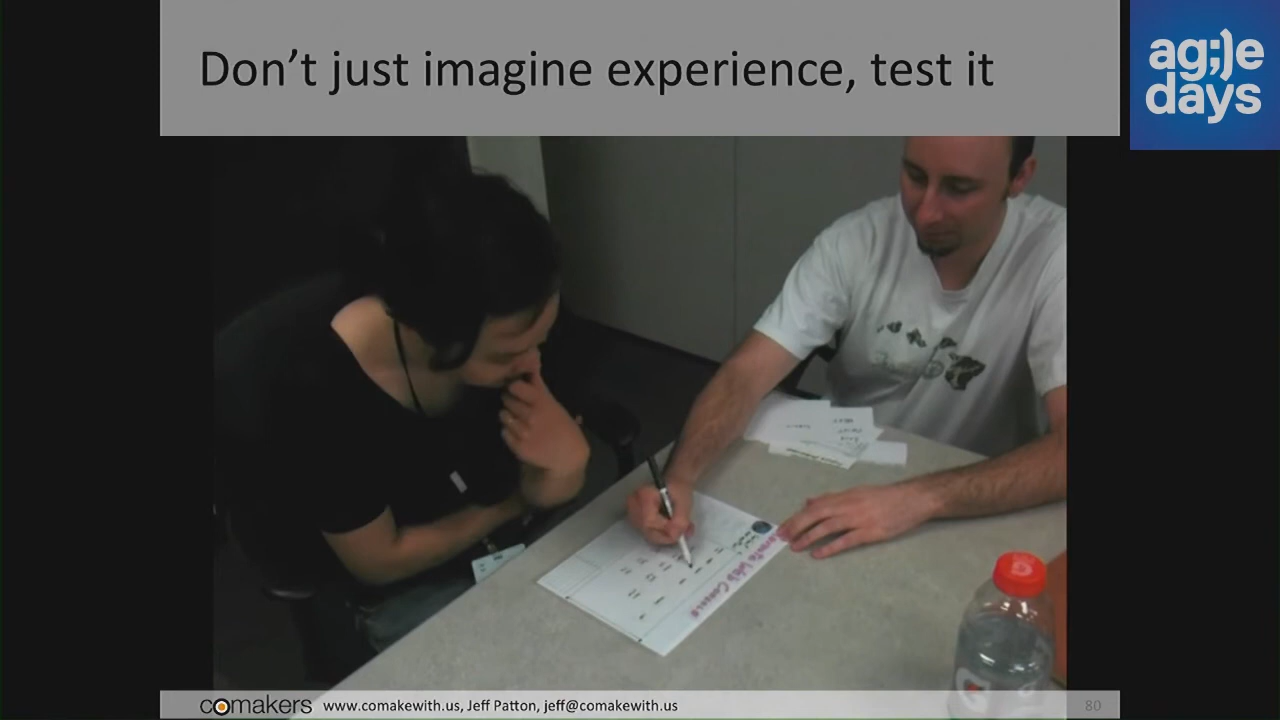 Don't just imagine experience, test it
ag;)e
days
comakers www.comakewith.us, Jeff Patton, jeff@comakewith.us
80